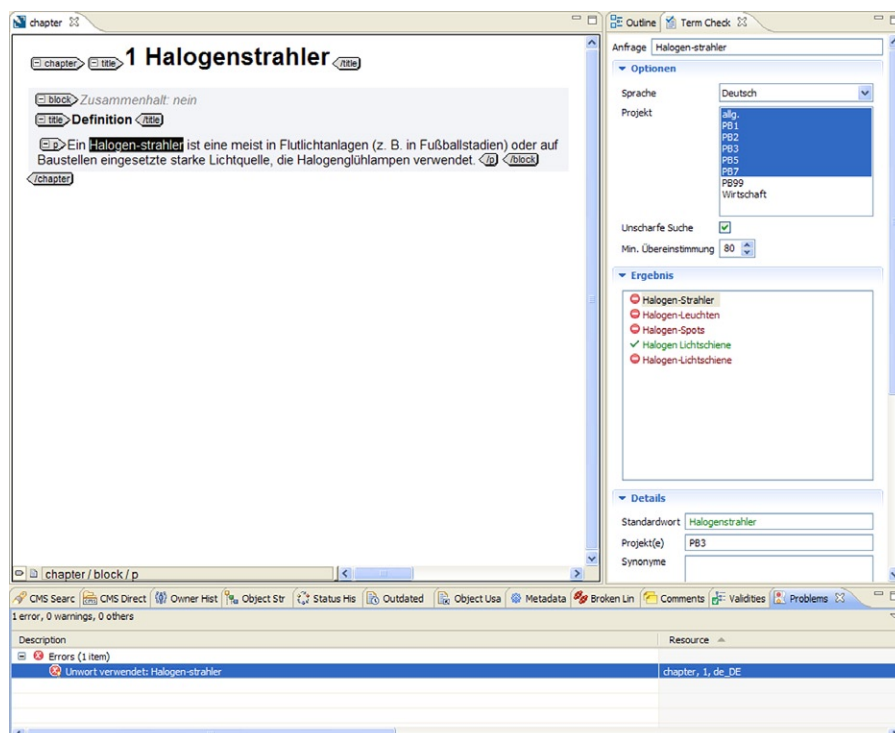 chapter
chapter title 1 Halogenstrahler /title
block Zusammenhalt: nein
title Definition /title
p Ein Halogen-strahler ist eine meist in Flutlichtanlagen (z. B. in Fußballstadien) oder auf
Baustellen eingesetzte starke Lichtquelle, die Halogenglühlampen verwendet. /p /block
/chapter
chapter / block / p
Outline Term Check
Anfrage Halogen-strahler
Optionen
Sprache Deutsch
Projekt allg.
PB1
PB2
PB3
PB5
PB7
PB99
Wirtschaft
Unscharfe Suche
Min. Übereinstimmung 80
Ergebnis
Halogen-Strahler
Halogen-Leuchten
Halogen-Spots
Halogen Lichtschiene
Halogen-Lichtschiene
Details
Standardwort Halogenstrahler
Projekt(e) PB3
Synonyme
CMS Searc CMS Direct Owner Hist Object Str Status His Outdated Object Usa Metadata Broken Lin Comments Validities Problems
1 error, 0 warnings, 0 others
Description Resource
Errors (1 item)
Unwort verwendet: Halogen-strahler chapter, 1, de_DE